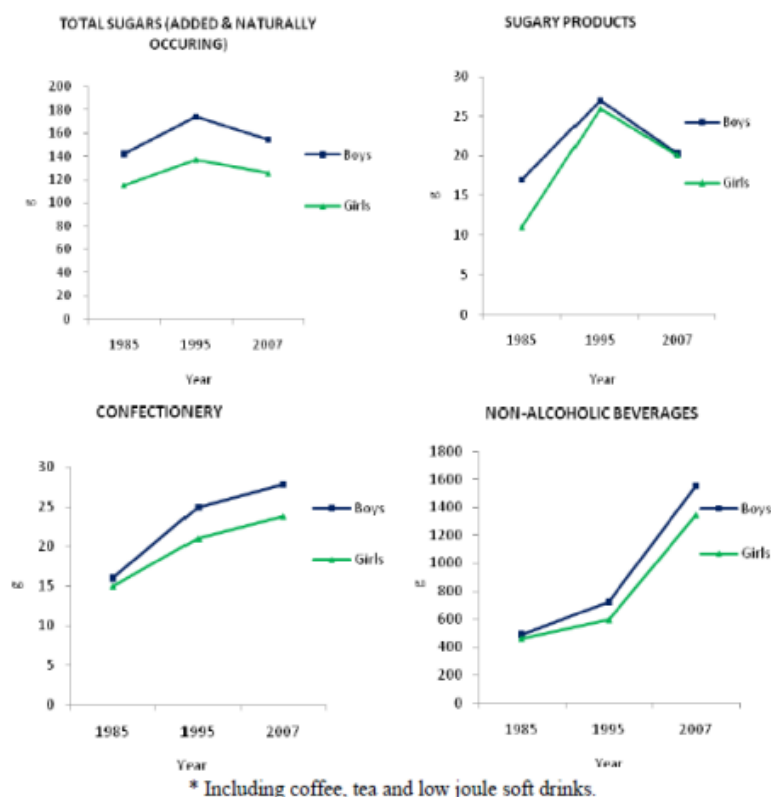 TOTAL SUGARS (ADDED & NATURALLY
OCCURING)
200
180
160
140
120
100
80
60
40
20
0
g
1985 1995 2007
Year
Boys
Girls
SUGARY PRODUCTS
30
25
20
15
10
5
0
g
1985 1995 2007
Year
Boys
Girls
CONFECTIONERY
30
25
20
15
10
5
0
g
1985 1995 2007
Year
Boys
Girls
NON-ALCOHOLIC BEVERAGES
1800
1600
1400
1200
1000
800
600
400
200
0
g
1985 1995 2007
Year
Boys
Girls
* Including coffee, tea and low joule soft drinks.